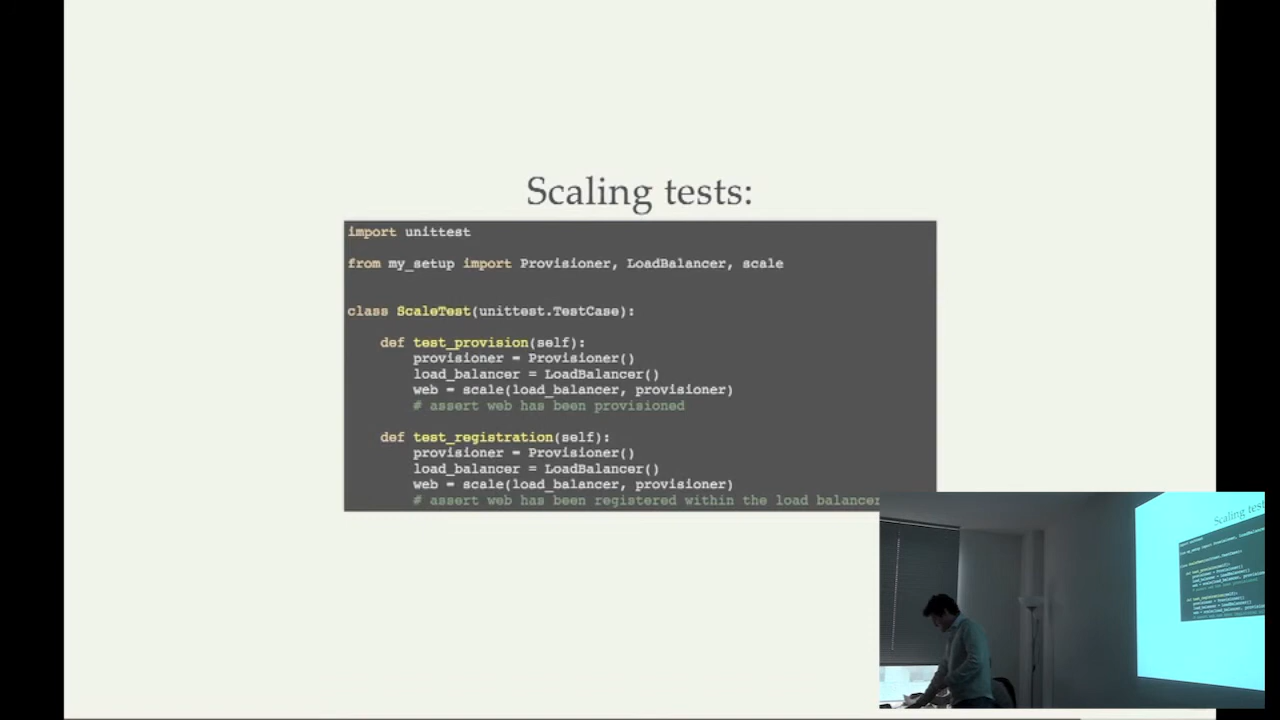 Scaling tests:
import unittest
from my_setup import Provisioner, LoadBalancer, scale
class ScaleTest(unittest.TestCase):
def test_provision(self):
provisioner = Provisioner()
load_balancer = LoadBalancer()
web = scale(load_balancer, provisioner)
# assert web has been provisioned
def test_registration(self):
provisioner = Provisioner()
load_balancer = LoadBalancer()
web = scale(load_balancer, provisioner)
# assert web has been registered within the load balancer
Scaling test